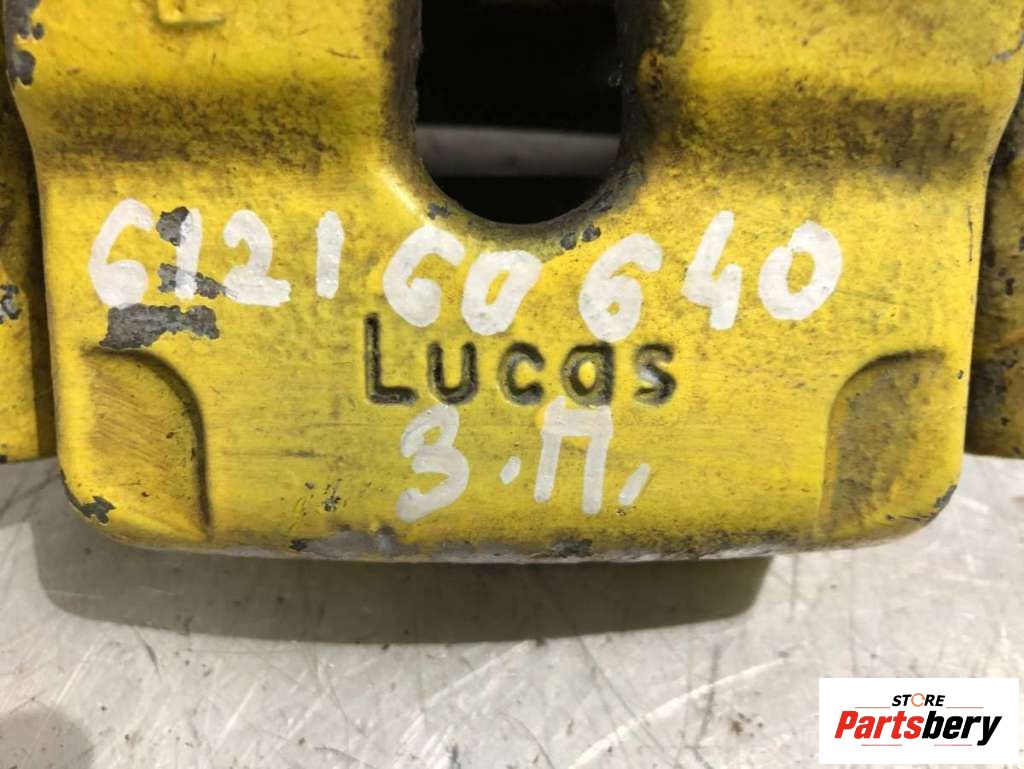 612160640
Lucas
З.П.
STORE
Partsbery